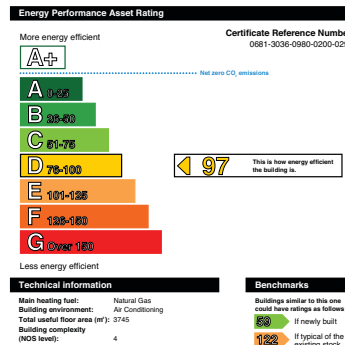 Energy Performance Asset Rating
More energy efficient
Certificate Reference Numbe
0681-3036-0980-0200-029
A+
Net zero CO₂ emissions
A 0-25
B 26-50
C 51-75
D 76-100
97
This is how energy efficient
the building is.
E 101-125
F 126-150
G Over 150
Less energy efficient
Technical information
Main heating fuel: Natural Gas
Building environment: Air Conditioning
Total useful floor area (m²): 3745
Building complexity
(NOS level): 4
Benchmarks
Buildings similar to this one
could have ratings as follows
59 If newly built
122 If typical of the
existing stock